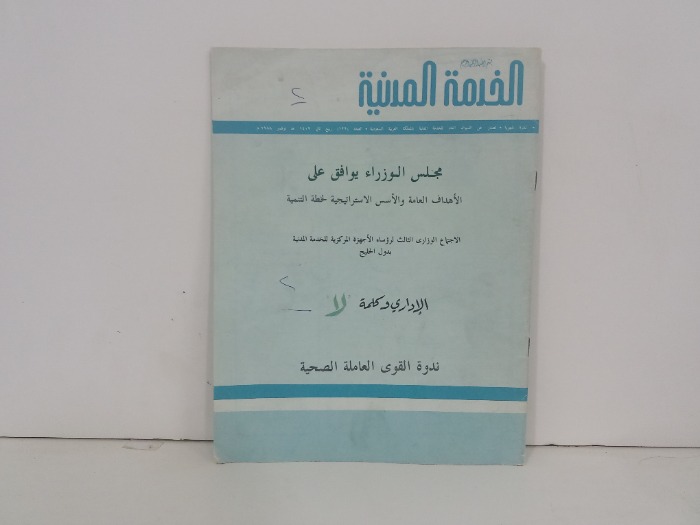 الخدمة المدنية
مجلس الوزراء يوافق على
الأهداف العامة والأسس الاستراتيجية لخطة التنمية
الاجتماع الوزاري الثالث لرؤساء الأجهزة المركزية للخدمة المدنية
بدول الخليج
الإداري وكلمة لا
ندوة القوى العاملة الصحية